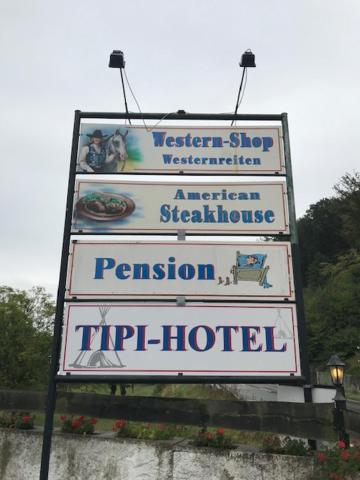 Western-Shop
Westernreiten
American
Steakhouse
Pension
TIPI-HOTEL